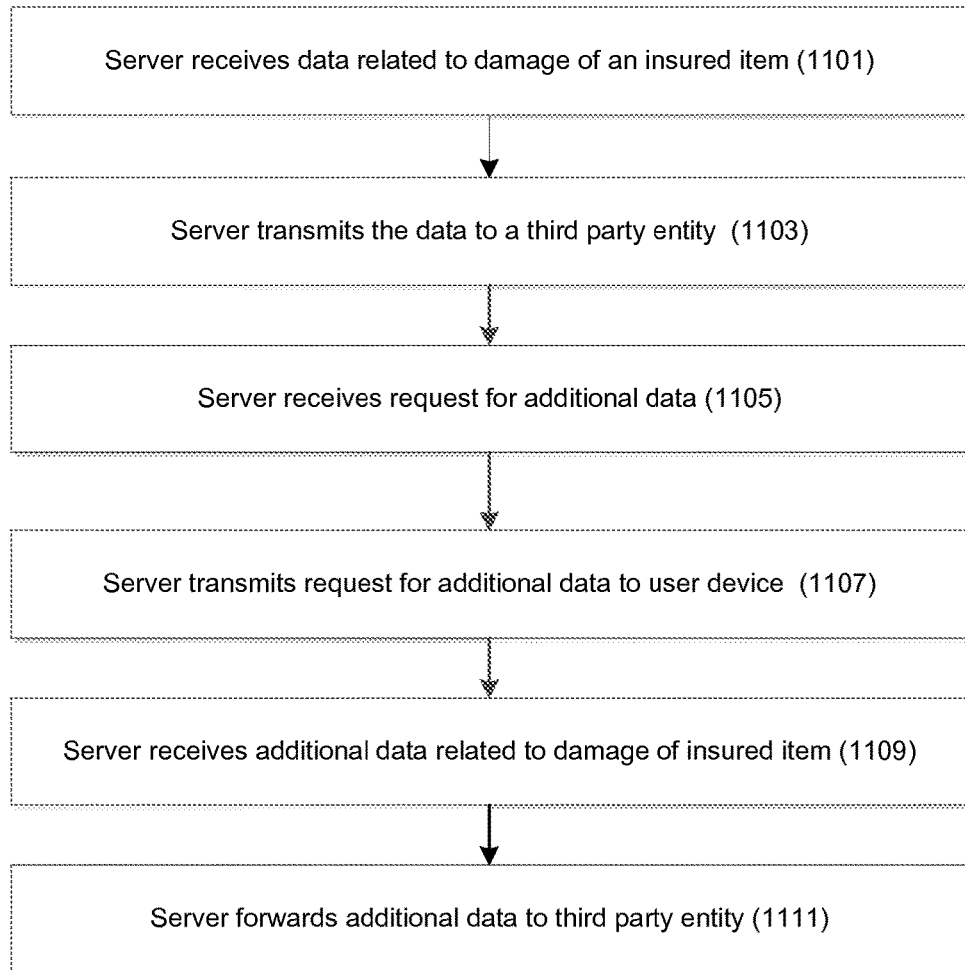 Server receives data related to damage of an insured item (1101)
Server transmits the data to a third party entity (1103)
Server receives request for additional data (1105)
Server transmits request for additional data to user device (1107)
Server receives additional data related to damage of insured item (1109)
Server forwards additional data to third party entity (1111)